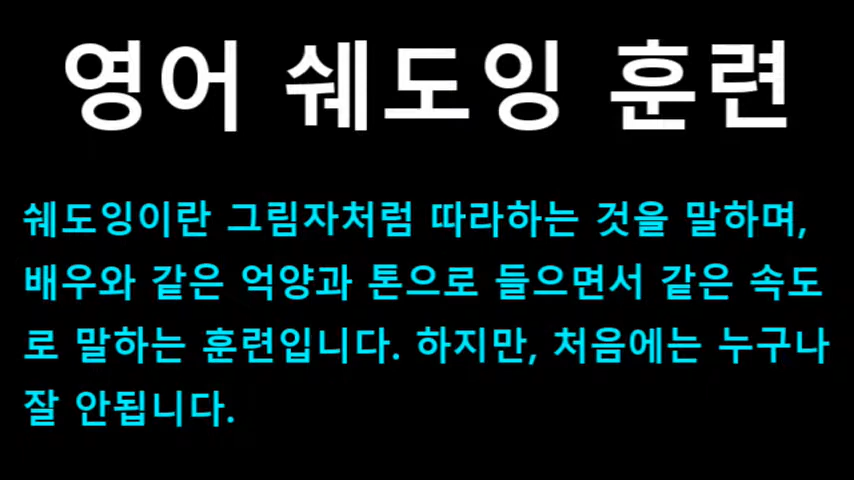 영어 쉐도잉 훈련
쉐도잉이란 그림자처럼 따라하는 것을 말하며,
배우와 같은 억양과 톤으로 들으면서 같은 속도
로 말하는 훈련입니다. 하지만, 처음에는 누구나
잘 안됩니다.